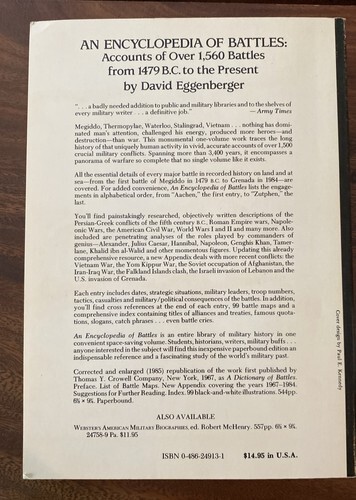 AN ENCYCLOPEDIA OF BATTLES:
Accounts of Over 1,560 Battles
from 1479 B.C. to the Present
by David Eggenberger
". . . a badly needed addition to public and military libraries and to the shelves of
every military writer . . . a definitive job." —Army Times
Megiddo, Thermopylae, Waterloo, Stalingrad, Vietnam . . . nothing has domi-
nated man's attention, challenged his energy, produced more heroes—and
destruction—than war. This monumental one-volume work traces the long
history of that uniquely human activity in vivid, accurate accounts of over 1,500
crucial military conflicts. Spanning more than 3,400 years, it encompasses a
panorama of warfare so complete that no single volume like it exists.
All the essential details of every major battle in recorded history on land and at
sea—from the first battle of Megiddo in 1479 B.C. to Grenada in 1984—are
covered. For added convenience, An Encyclopedia of Battles lists the engage-
ments in alphabetical order, from "Aachen," the first entry, to "Zutphen," the
last.
You'll find painstakingly researched, objectively written descriptions of the
Persian-Greek conflicts of the fifth century B.C., Roman Empire wars, Napole-
onic Wars, the American Civil War, World Wars I and II and many more. Also
included are penetrating analyses of the roles played by commanders of
genius—Alexander, Julius Caesar, Hannibal, Napoleon, Genghis Khan, Tamer-
lane, Khalid ibn al-Walid and other momentous figures. Updating this already
comprehensive resource, a new Appendix deals with more recent conflicts: the
Vietnam War, the Yom Kippur War, the Soviet occupation of Afghanistan, the
Iran-Iraq War, the Falkland Islands clash, the Israeli invasion of Lebanon and the
U.S. invasion of Grenada.
Each entry includes dates, strategic situations, military leaders, troop numbers,
tactics, casualties and military/political consequences of the battles. In addition,
you'll find cross references at the end of each entry, 99 battle maps and a
comprehensive index containing titles of alliances and treaties, famous quota-
tions, slogans, catch phrases . . . even battle cries.
An Encyclopedia of Battles is an entire library of military history in one
convenient space-saving volume. Students, historians, writers, military buffs . . .
anyone interested in the subject will find this inexpensive paperbound edition an
indispensable reference and a fascinating study of the world's military past.
Corrected and enlarged (1985) republication of the work first published by
Thomas Y. Crowell Company, New York, 1967, as A Dictionary of Battles.
Preface. List of Battle Maps. New Appendix covering the years 1967–1984.
Suggestions for Further Reading. Index. 99 black-and-white illustrations. 544pp.
6⅛ × 9¼. Paperbound.
ALSO AVAILABLE
WEBSTER'S AMERICAN MILITARY BIOGRAPHIES, ed. Robert McHenry. 557pp. 6⅛ × 9¼.
24758-9 Pa. $11.95
ISBN 0-486-24913-1
$14.95 in U.S.A.
Cover design by Paul E. Kennedy